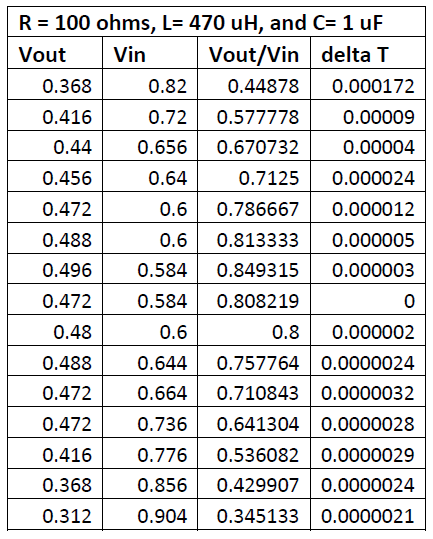 R = 100 ohms, L= 470 uH, and C= 1 uF
Vout Vin Vout/Vin delta T
0.368 0.82 0.44878 0.000172
0.416 0.72 0.577778 0.00009
0.44 0.656 0.670732 0.00004
0.456 0.64 0.7125 0.000024
0.472 0.6 0.786667 0.000012
0.488 0.6 0.813333 0.000005
0.496 0.584 0.849315 0.000003
0.472 0.584 0.808219 0
0.48 0.6 0.8 0.000002
0.488 0.644 0.757764 0.0000024
0.472 0.664 0.710843 0.0000032
0.472 0.736 0.641304 0.0000028
0.416 0.776 0.536082 0.0000029
0.368 0.856 0.429907 0.0000024
0.312 0.904 0.345133 0.0000021